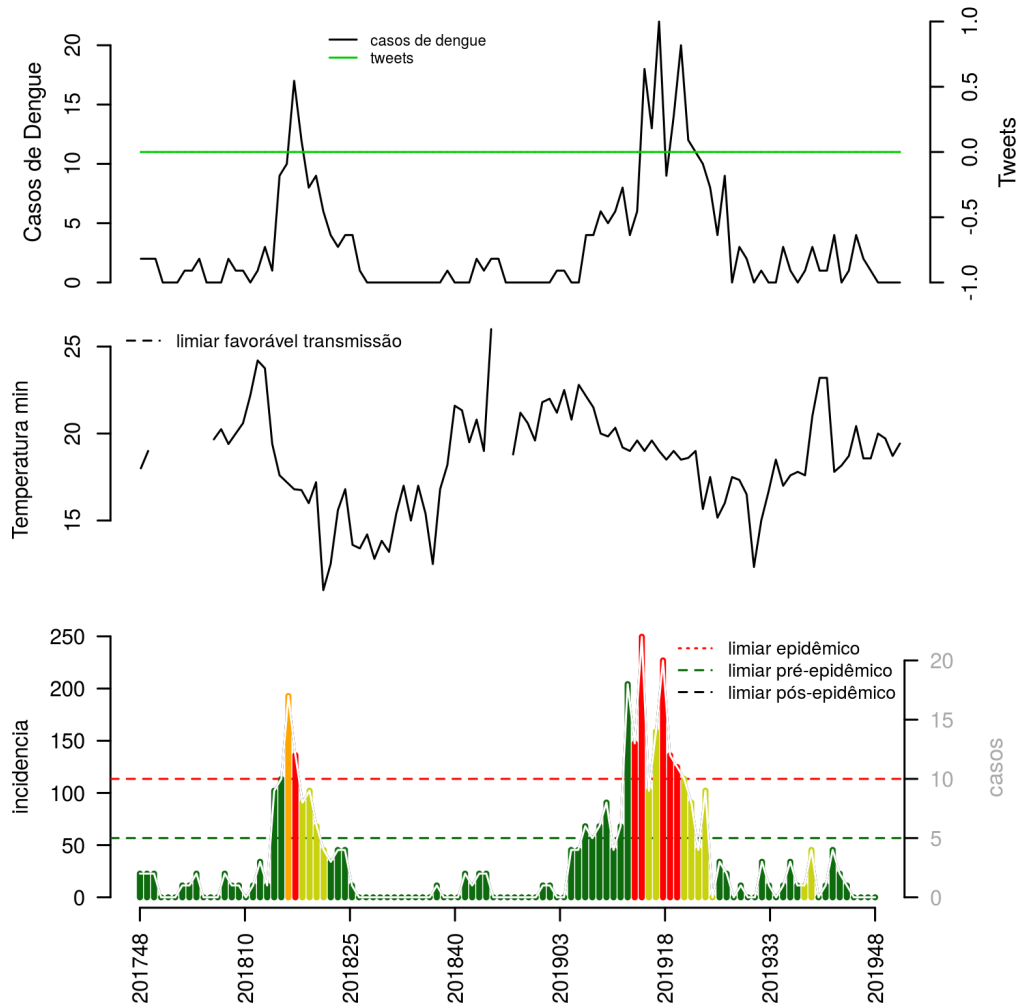 casos de dengue
tweets
Casos de Dengue
0
5
10
15
20
Tweets
-1.0
-0.5
0.0
0.5
1.0
limiar favorável transmissão
Temperatura min
15
20
25
limiar epidêmico
limiar pré-epidêmico
limiar pós-epidêmico
incidencia
0
50
100
150
200
250
casos
0
5
10
15
20
201748
201810
201825
201840
201903
201918
201933
201948